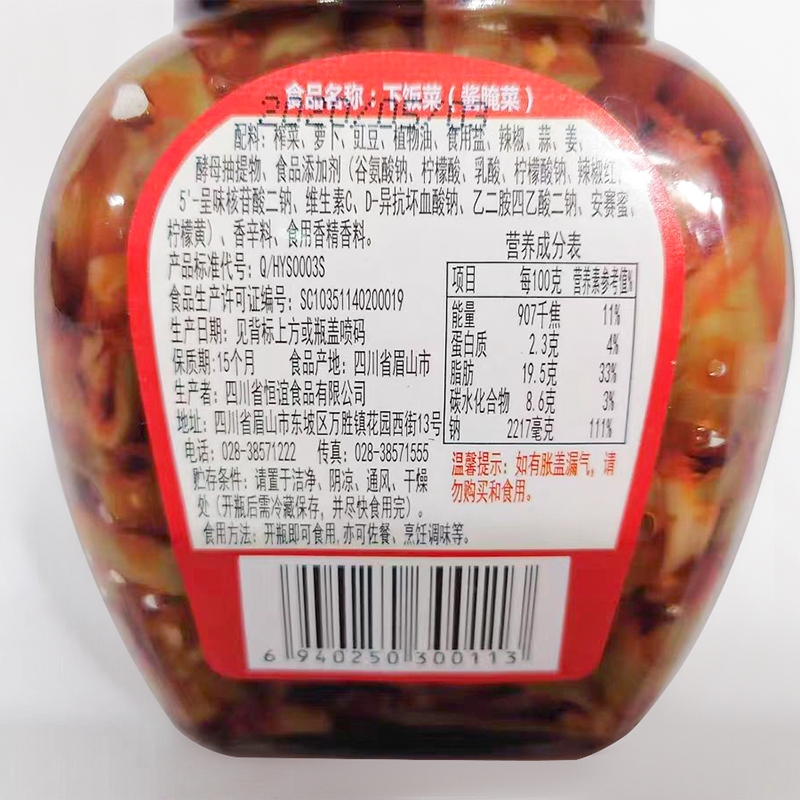 食品名称：下饭菜（酱腌菜）
2020/05/03
配料：榨菜、萝卜、豇豆、植物油、食用盐、辣椒、蒜、姜、
酵母抽提物、食品添加剂（谷氨酸钠、柠檬酸、乳酸、柠檬酸钠、辣椒红、
5'-呈味核苷酸二钠、维生素C、D-异抗坏血酸钠、乙二胺四乙酸二钠、安赛蜜、
柠檬黄）、香辛料、食用香精香料。
产品标准代号：Q/HYS0003S
食品生产许可证编号：SC10351140200019
生产日期：见背标上方或瓶盖喷码
保质期:15个月 食品产地：四川省眉山市
生产者：四川省恒谊食品有限公司
地址：四川省眉山市东坡区万胜镇花园西街13号
电话：028-38571222 传真：028-38571555
贮存条件：请置于洁净、阴凉、通风、干燥
处（开瓶后需冷藏保存，并尽快食用完）。
食用方法：开瓶即可食用,亦可佐餐、烹饪调味等。
营养成分表
项目 每100克 营养素参考值%
能量 907千焦 11%
蛋白质 2.3克 4%
脂肪 19.5克 33%
碳水化合物 8.6克 3%
钠 2217毫克 111%
温馨提示：如有胀盖漏气，请
勿购买和食用。
6 940250 300113